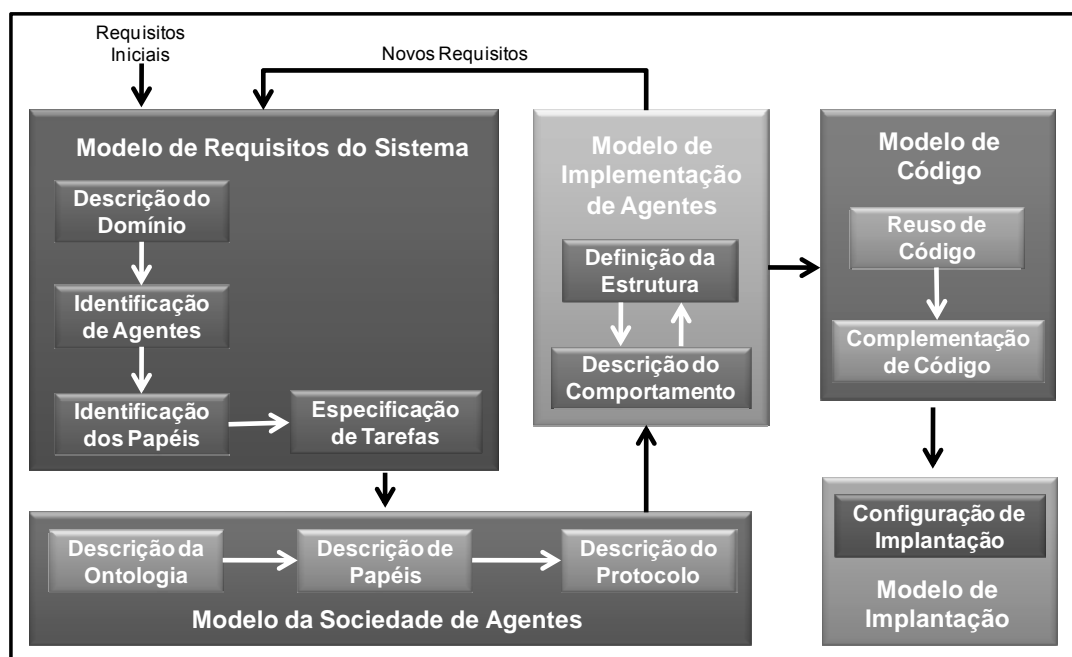 Requisitos
Iniciais
Novos Requisitos
Modelo de Requisitos do Sistema
Descrição do
Domínio
Identificação
de Agentes
Identificação
dos Papéis
Especificação
de Tarefas
Modelo de
Implementação
de Agentes
Definição da
Estrutura
Descrição do
Comportamento
Modelo de
Código
Reuso de
Código
Complementação
de Código
Descrição da
Ontologia
Descrição de
Papéis
Descrição do
Protocolo
Modelo da Sociedade de Agentes
Configuração de
Implantação
Modelo de
Implantação